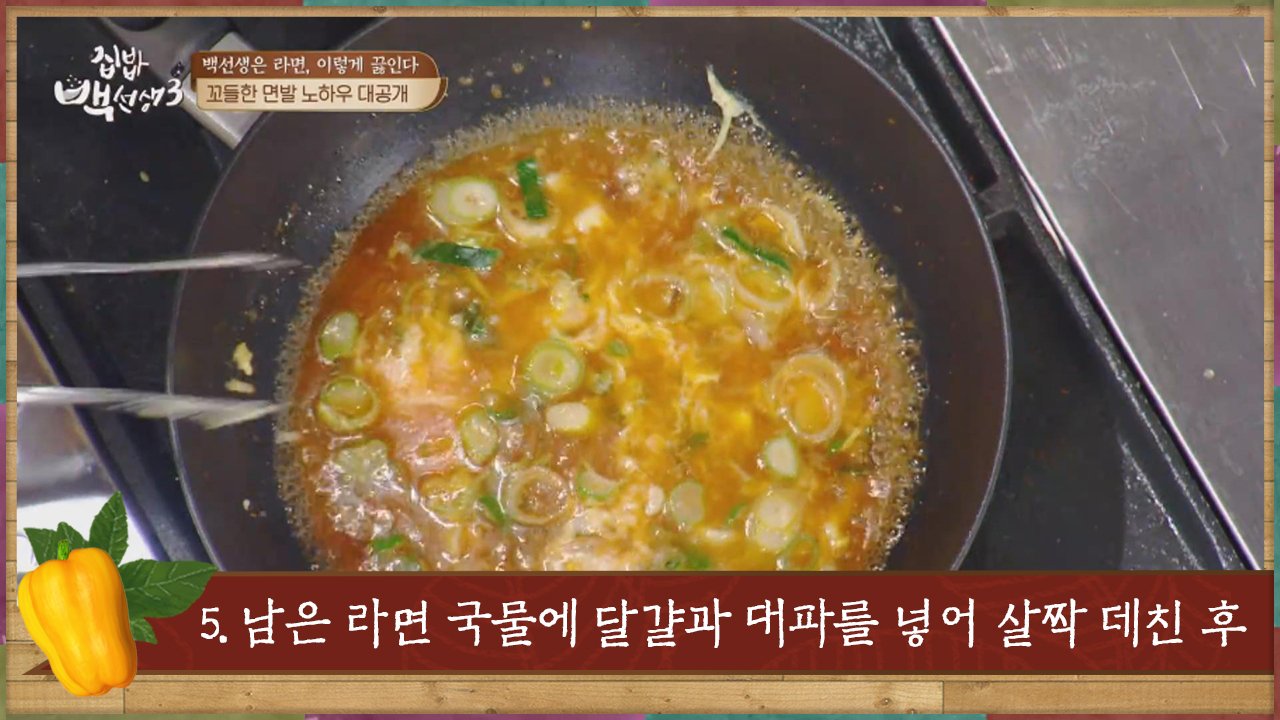 집밥
백선생3
백선생은 라면, 이렇게 끓인다
꼬들한 면발 노하우 대공개
5. 남은 라면 국물에 달걀과 대파를 넣어 살짝 데친 후